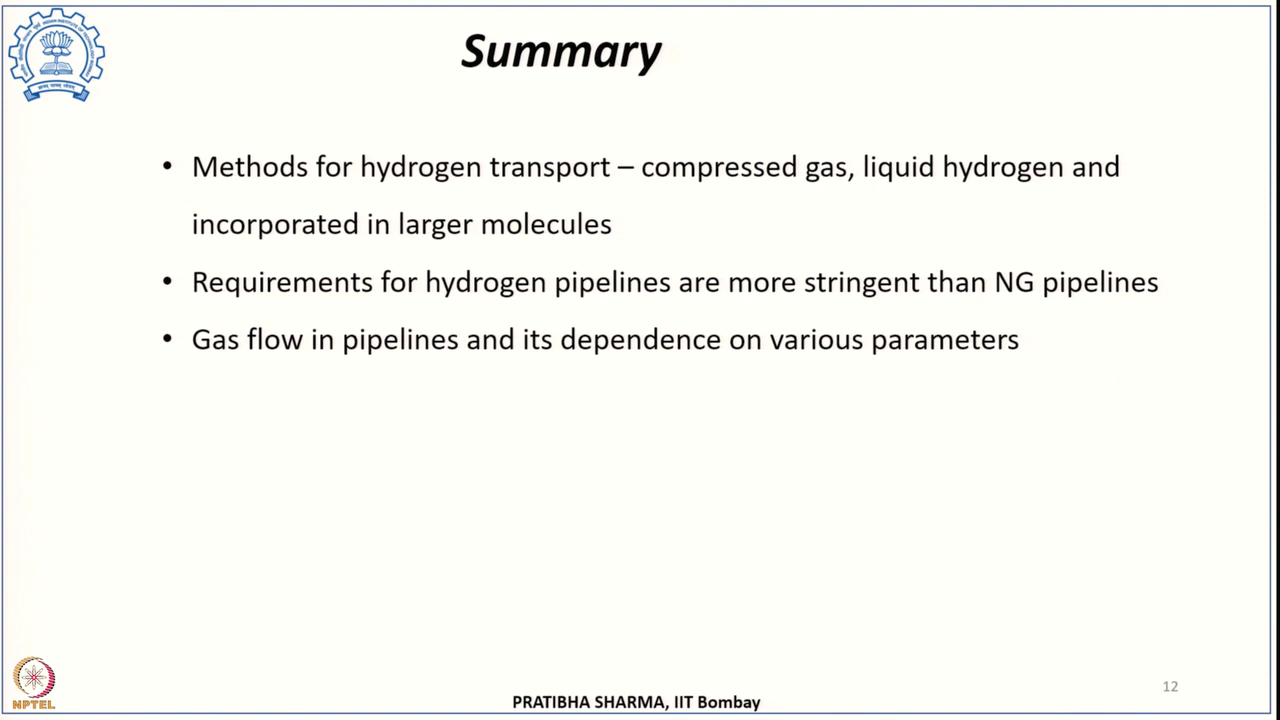 Summary
• Methods for hydrogen transport – compressed gas, liquid hydrogen and
incorporated in larger molecules
• Requirements for hydrogen pipelines are more stringent than NG pipelines
• Gas flow in pipelines and its dependence on various parameters
NPTEL
PRATIBHA SHARMA, IIT Bombay
12